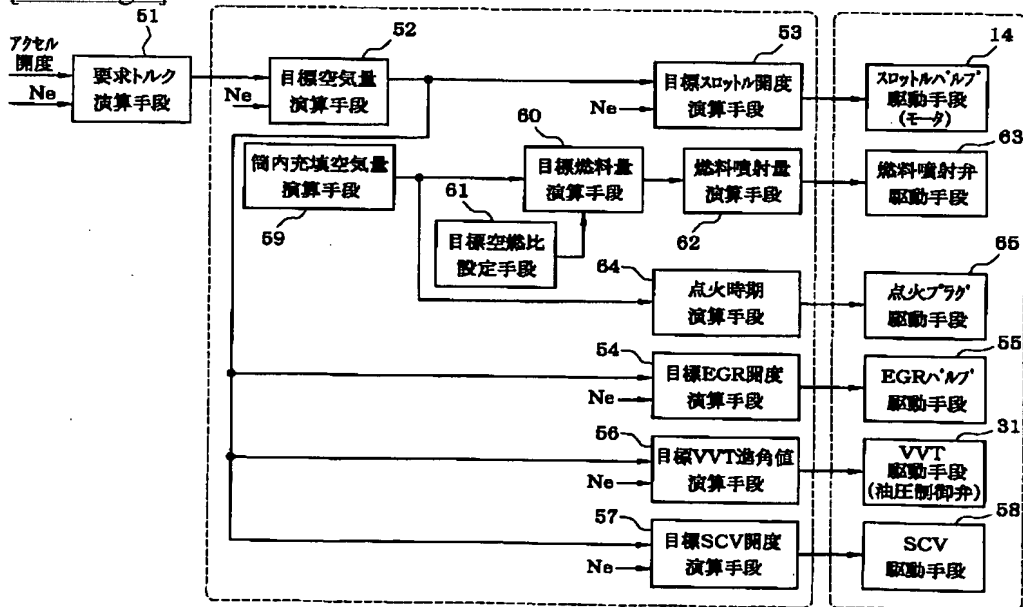 51
アクセル
開度
Ne
要求トルク
演算手段
52
Ne
目標空気量
演算手段
53
Ne
目標スロットル開度
演算手段
14
スロットルバルブ
駆動手段
(モータ)
筒内充填空気量
演算手段
59
60
目標燃料量
演算手段
61
目標空燃比
設定手段
燃料噴射量
演算手段
62
63
燃料噴射弁
駆動手段
64
点火時期
演算手段
65
点火プラグ
駆動手段
54
Ne
目標EGR開度
演算手段
55
EGRバルブ
駆動手段
56
Ne
目標VVT進角値
演算手段
31
VVT
駆動手段
(油圧制御弁)
57
Ne
目標SCV開度
演算手段
58
SCV
駆動手段